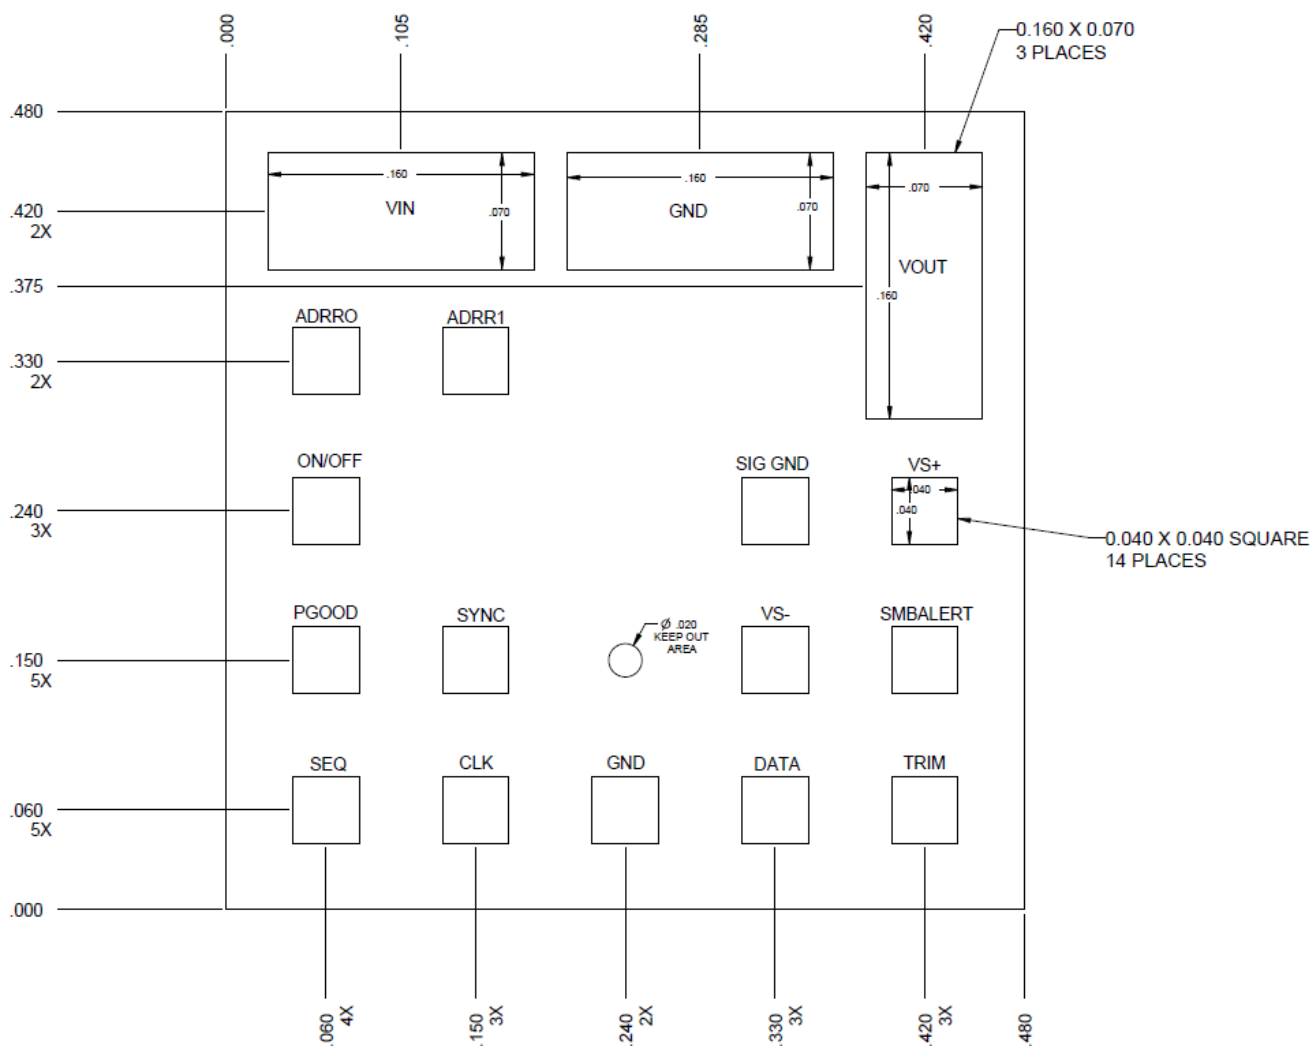 .000
.105
.285
.420
0.160 X 0.070
3 PLACES
.480
.160
.070
VIN
.160
.070
GND
.070
.160
VOUT
.420
2X
.375
ADRRO
ADRR1
.330
2X
ON/OFF
SIG GND
VS+
.040
.040
.240
3X
0.040 X 0.040 SQUARE
14 PLACES
PGOOD
SYNC
Ø .020
KEEP OUT
AREA
VS-
SMBALERT
.150
5X
SEQ
CLK
GND
DATA
TRIM
.060
5X
.000
.060
4X
.150
3X
.240
2X
.330
3X
.420
3X
.480